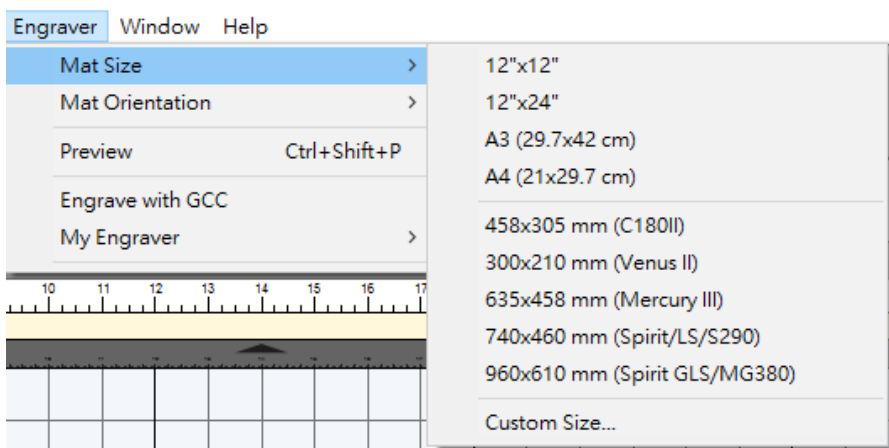 Engraver Window Help
Mat Size
Mat Orientation
Preview Ctrl+Shift+P
Engrave with GCC
My Engraver
12"x12"
12"x24"
A3 (29.7x42 cm)
A4 (21x29.7 cm)
458x305 mm (C180II)
300x210 mm (Venus II)
635x458 mm (Mercury III)
740x460 mm (Spirit/LS/S290)
960x610 mm (Spirit GLS/MG380)
Custom Size...
10 11 12 13 14 15 16 17